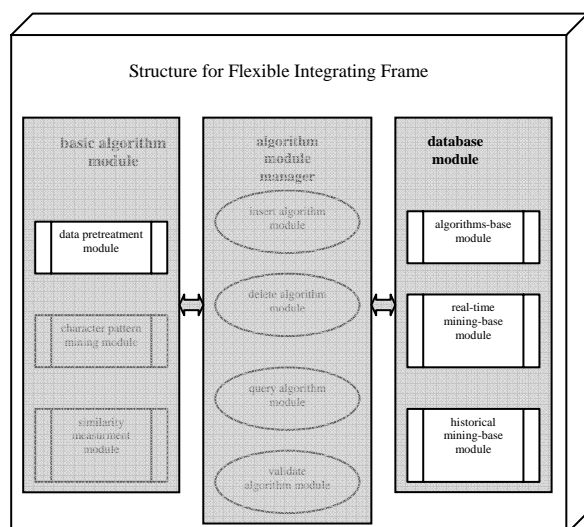 Structure for Flexible Integrating Frame
basic algorithm
module
data pretreatment
module
character pattern
mining module
similarity
measurment
module
algorithm
module
manager
insert algorithm
module
delete algorithm
module
query algorithm
module
validate
algorithm module
database
module
algorithms-base
module
real-time
mining-base
module
historical
mining-base
module